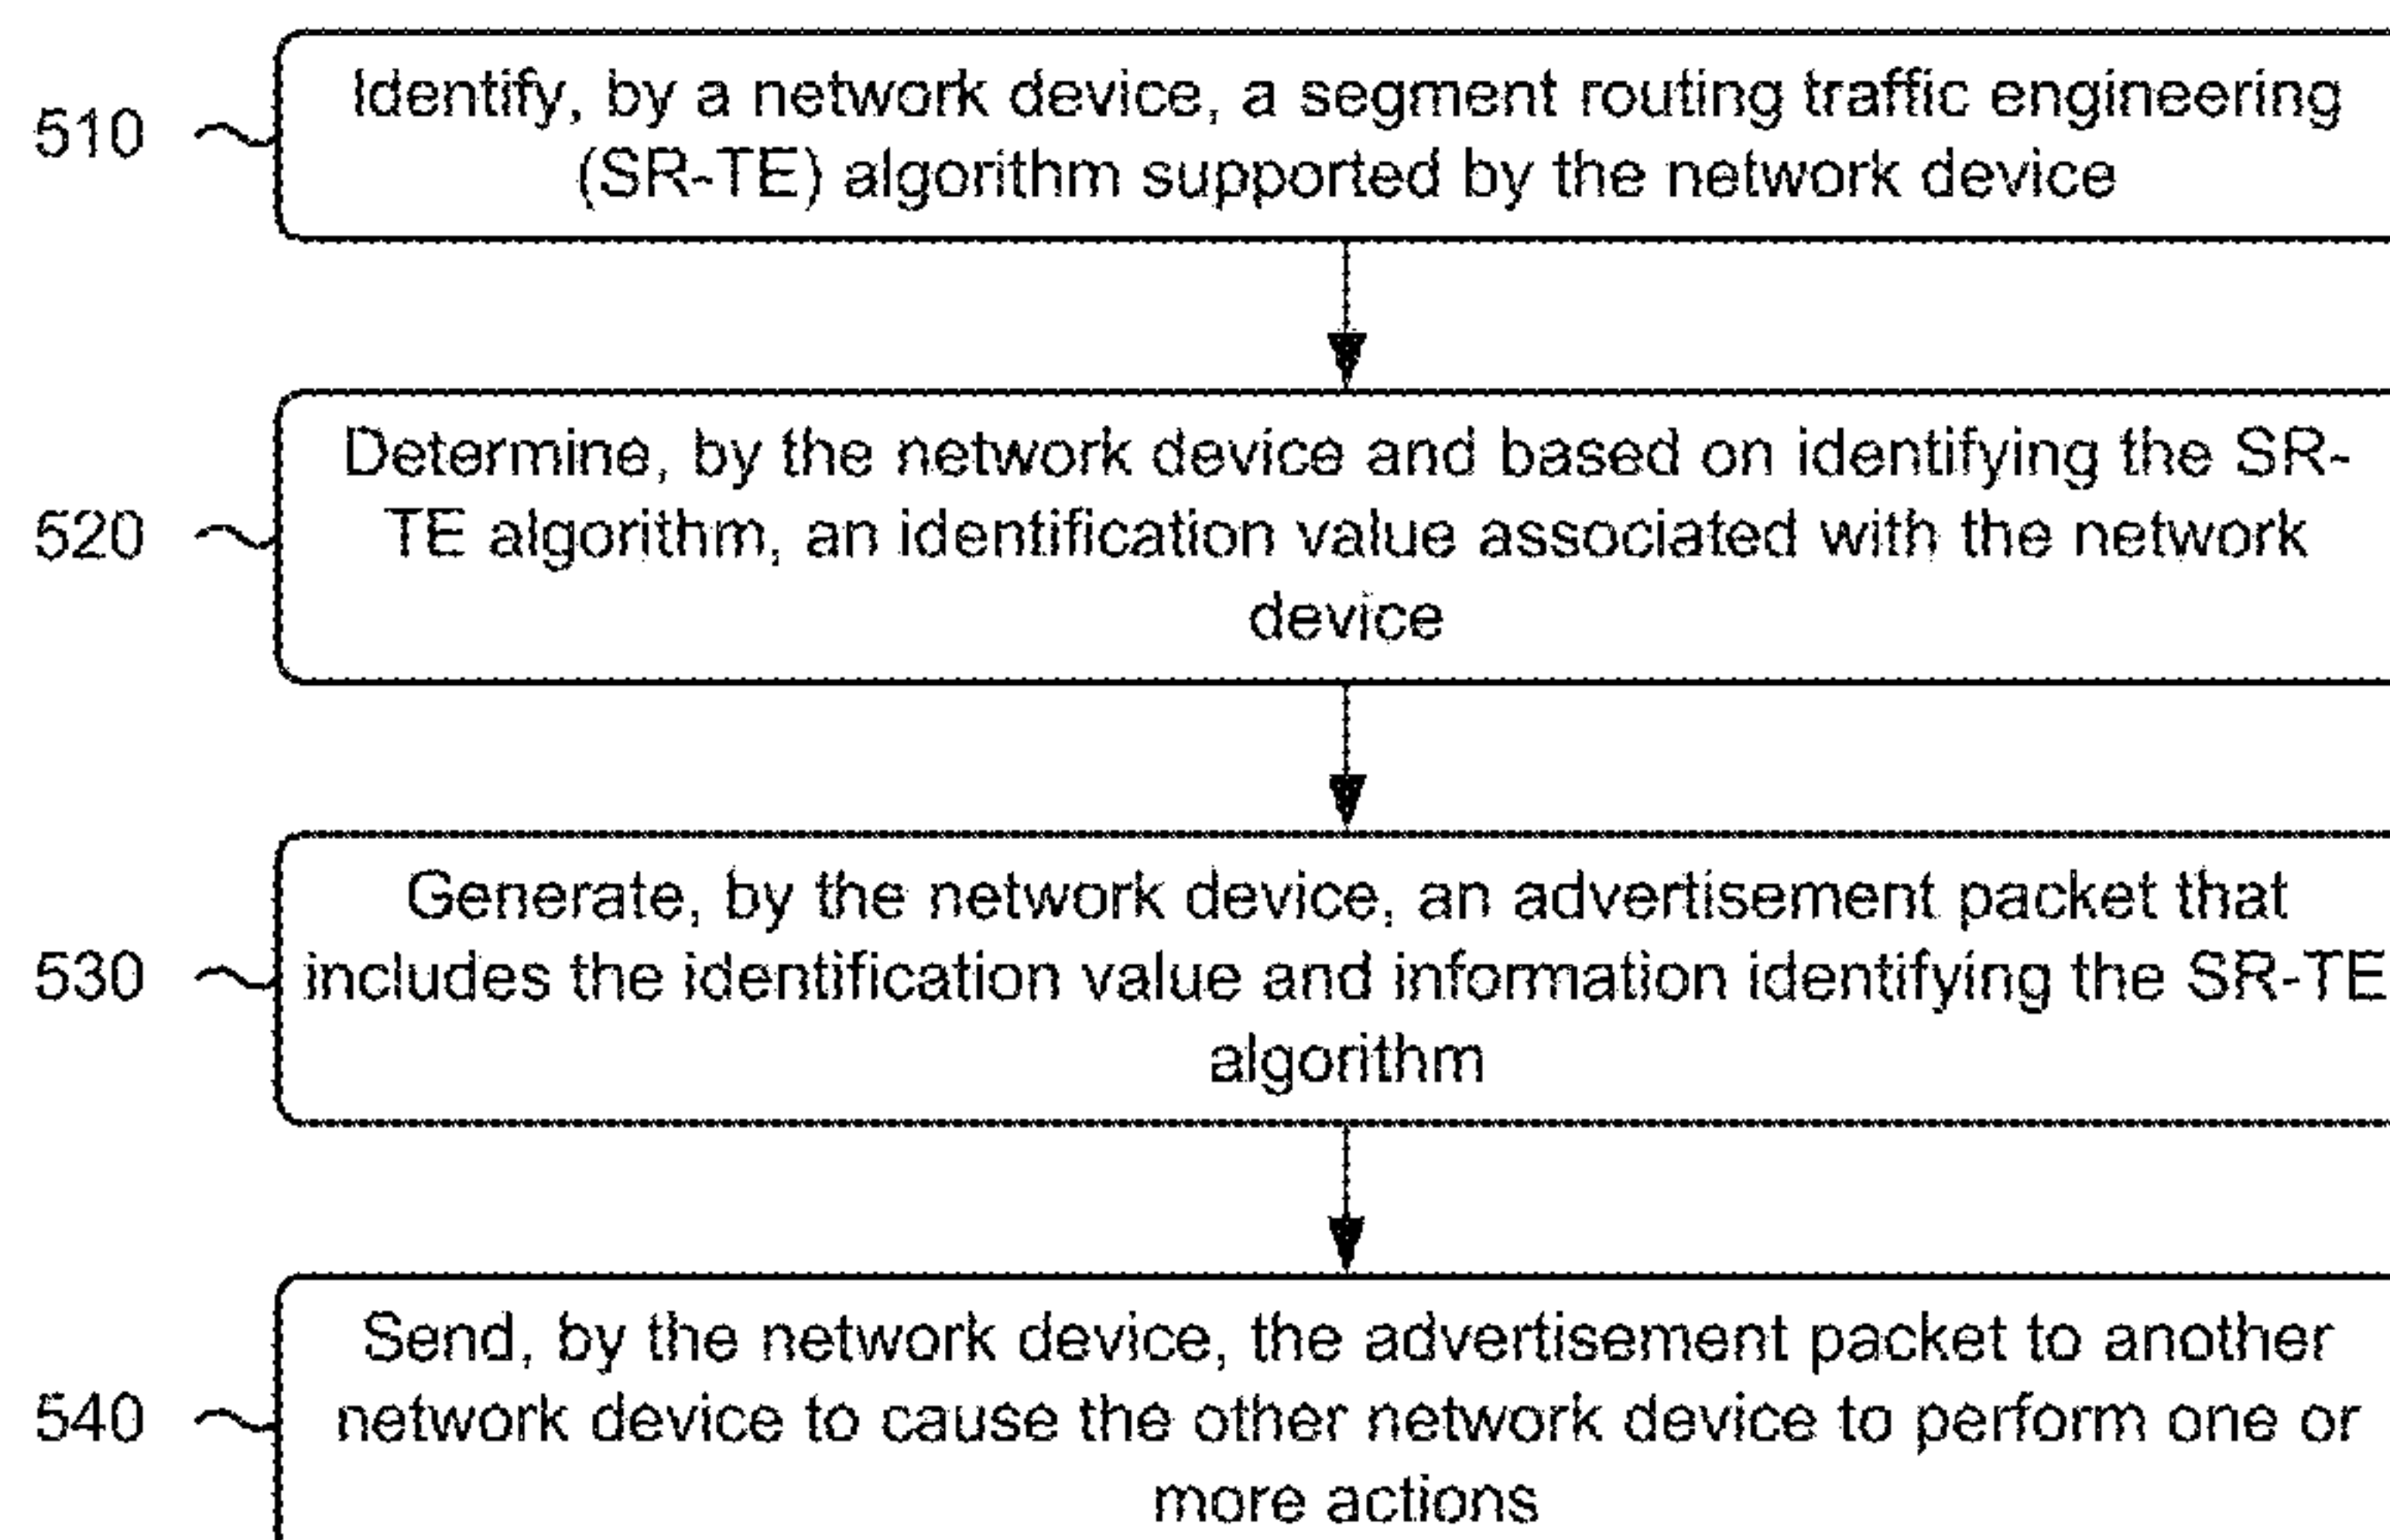 510
Identify, by a network device, a segment routing traffic engineering
(SR-TE) algorithm supported by the network device
520
Determine, by the network device and based on identifying the SR-
TE algorithm, an identification value associated with the network
device
530
Generate, by the network device, an advertisement packet that
includes the identification value and information identifying the SR-TE
algorithm
540
Send, by the network device, the advertisement packet to another
network device to cause the other network device to perform one or
more actions